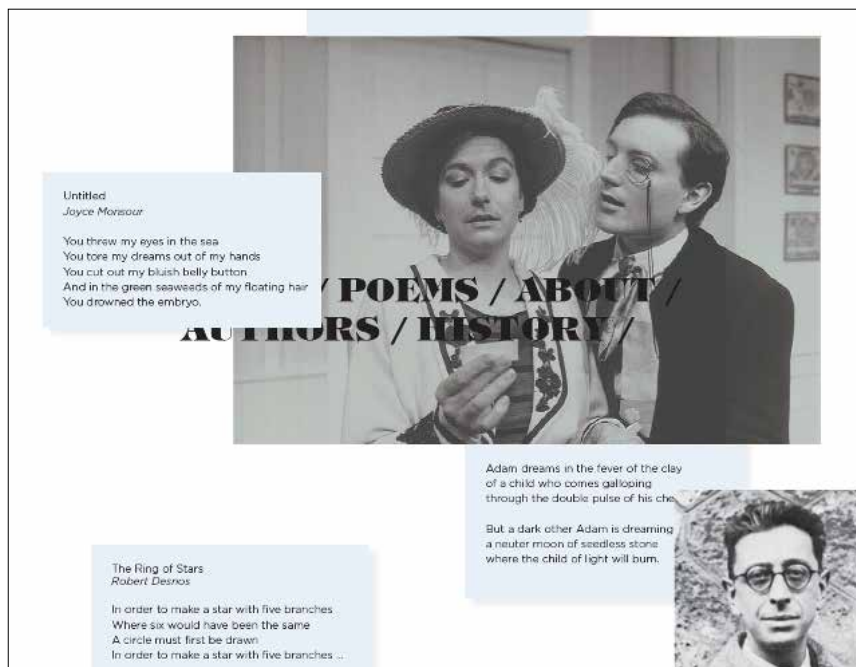 Untitled
Joyce Monsour
You threw my eyes in the sea
You tore my dreams out of my hands
You cut out my bluish belly button
And in the green seaweeds of my floating hair
You drowned the embryo.
/ POEMS / ABOUT /
AUTHORS / HISTORY /
Adam dreams in the fever of the clay
of a child who comes galloping
through the double pulse of his
But a dark other Adam is dreaming
a neuter moon of seedless stone
where the child of light will burn.
The Ring of Stars
Robert Desnos
In order to make a star with five branches
Where six would have been the same
A circle must first be drawn
In order to make a star with five branches ...